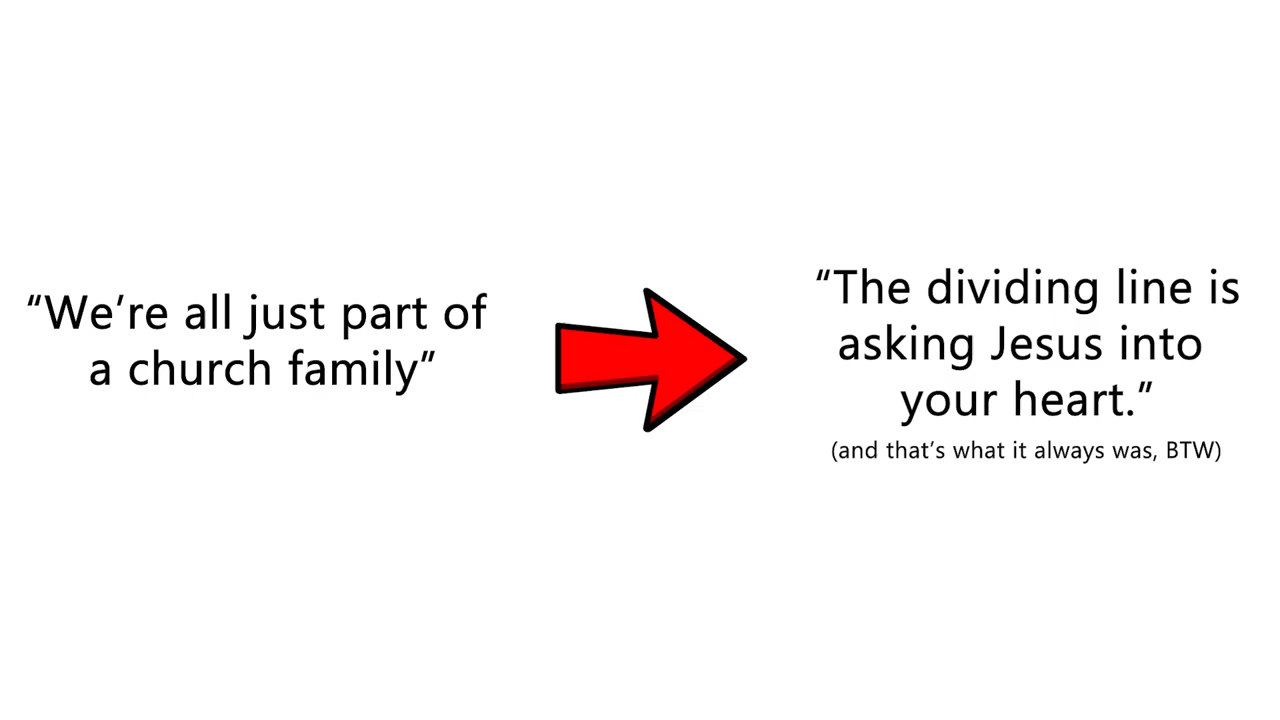 “We’re all just part of
a church family”
“The dividing line is
asking Jesus into
your heart.”
(and that’s what it always was, BTW)